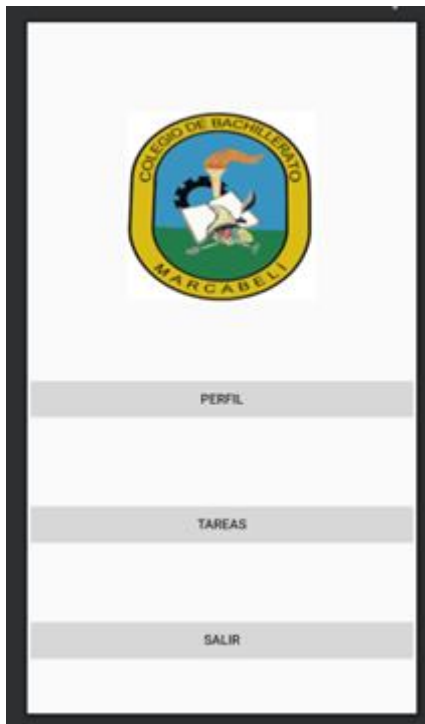 COLEGIO DE BACHILLERATO
MARCABELI
PERFIL
TAREAS
SALIR